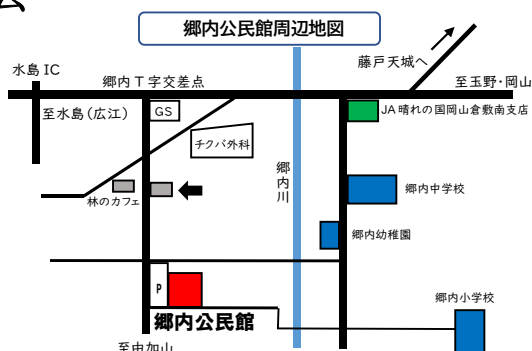 郷内公民館周辺地図
藤戸天城へ
水島 IC
郷内T字交差点
至玉野・岡山
至水島(広江)
GS
JA晴れの国岡山倉敷南支店
チクバ外科
郷内川
郷内中学校
林のカフェ
郷内幼稚園
P
郷内小学校
郷内公民館
至由加山